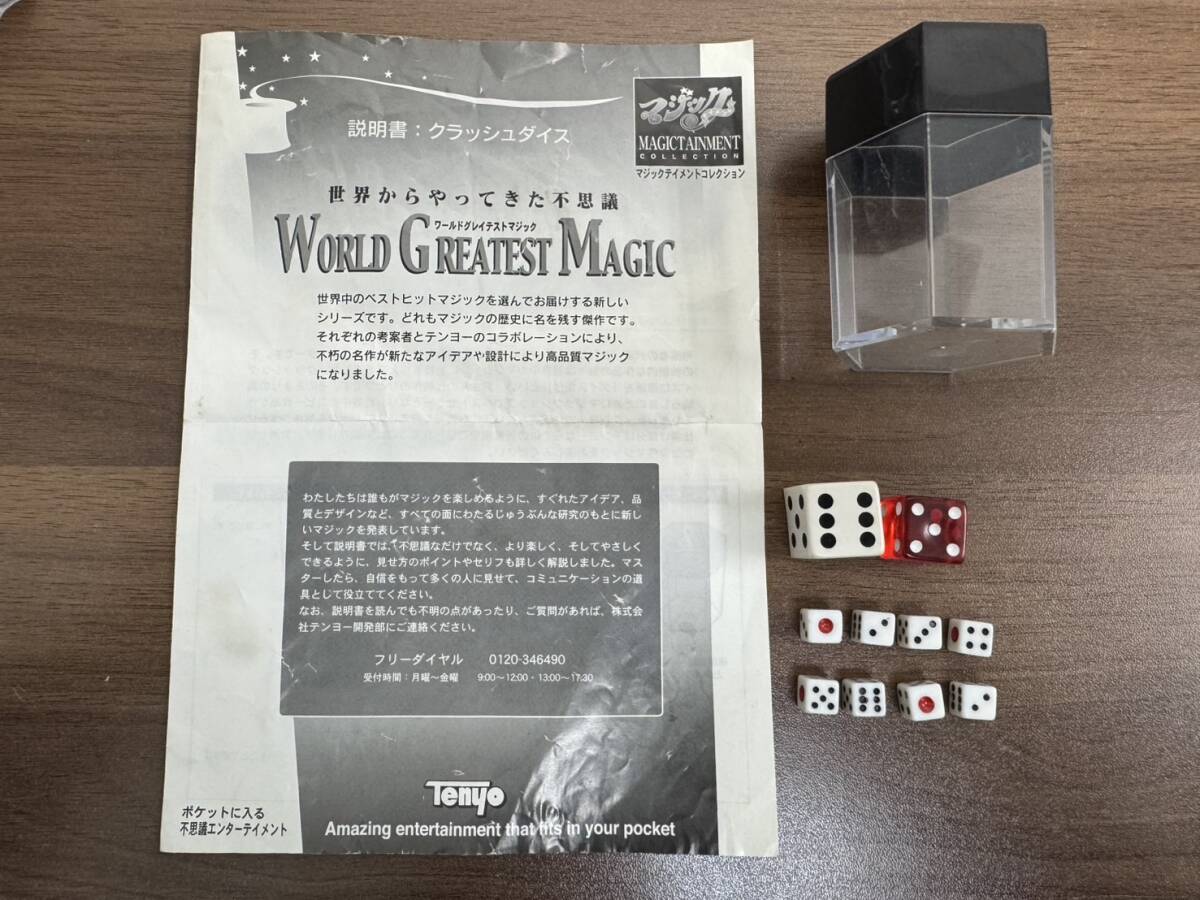 説明書：クラッシュダイス
マジック
MAGICTAINMENT
COLLECTION
マジックテイメントコレクション
世界からやってきた不思議
ワールドグレイテストマジック
WORLD GREATEST MAGIC
世界中のベストヒットマジックを選んでお届けする新しい
シリーズです。どれもマジックの歴史に名を残す傑作です。
それぞれの考案者とテンヨーのコラボレーションにより、
不朽の名作が新たなアイデアや設計により高品質マジック
になりました。
わたしたちは誰もがマジックを楽しめるように、すぐれたアイデア、品
質とデザインなど、すべての面にわたるじゅうぶんな研究のもとに新し
いマジックを発表しています。
そして説明書では、不思議なだけでなく、より楽しく、そしてやさしく
できるように、見せ方のポイントやセリフも詳しく解説しました。マス
ターしたら、自信をもって多くの人に見せて、コミュニケーションの道
具として役立ててください。
なお、説明書を読んでも不明の点があったり、ご質問があれば、株式会
社テンヨー開発部にご連絡ください。
フリーダイヤル　0120-346490
受付時間：月曜～金曜　9:00～12:00・13:00～17:30
Tenyo
ポケットに入る
不思議エンターテイメント
Amazing entertainment that fits in your pocket